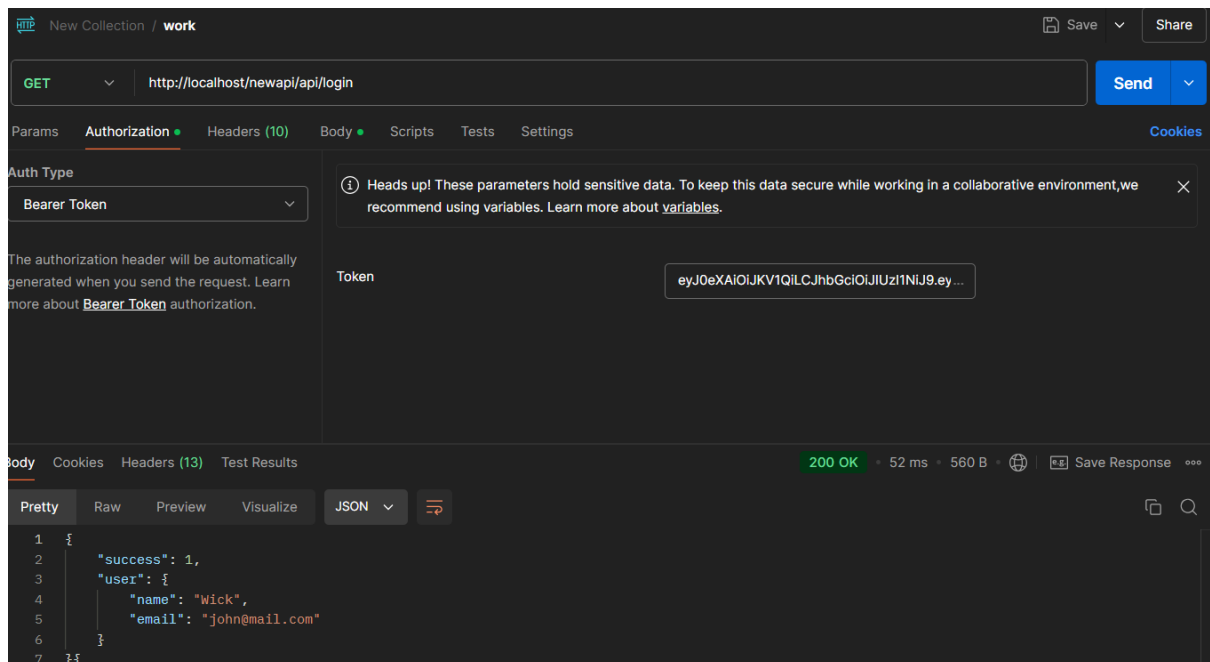 HTTP New Collection / work Save Share
GET http://localhost/newapi/api/login Send
Params Authorization Headers (10) Body Scripts Tests Settings Cookies
Auth Type
Bearer Token
The authorization header will be automatically
generated when you send the request. Learn
more about Bearer Token authorization.
Heads up! These parameters hold sensitive data. To keep this data secure while working in a collaborative environment,we
recommend using variables. Learn more about variables.
Token eyJ0eXAiOiJKV1QiLCJhbGciOiJIUzI1NiJ9.ey...
Body Cookies Headers (13) Test Results 200 OK 52 ms 560 B e.g. Save Response
Pretty Raw Preview Visualize JSON
1 {
2 "success": 1,
3 "user": {
4 "name": "Wick",
5 "email": "john@mail.com"
6 }
7 }{